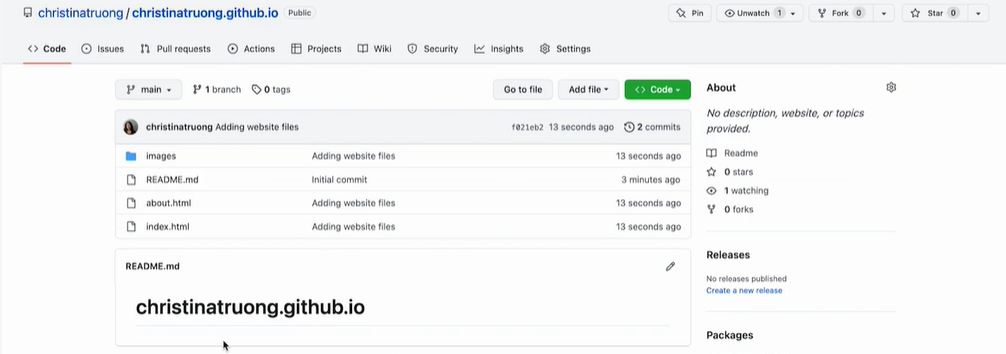 christinatruong / christinatruong.github.io Public Pin Unwatch 1 Fork 0 Star 0
Code Issues Pull requests Actions Projects Wiki Security Insights Settings
main 1 branch 0 tags Go to file Add file Code
christinatruong Adding website files f021eb2 13 seconds ago 2 commits
images Adding website files 13 seconds ago
README.md Initial commit 3 minutes ago
about.html Adding website files 13 seconds ago
index.html Adding website files 13 seconds ago
README.md
christinatruong.github.io
About
No description, website, or topics
provided.
Readme
0 stars
1 watching
0 forks
Releases
No releases published
Create a new release
Packages